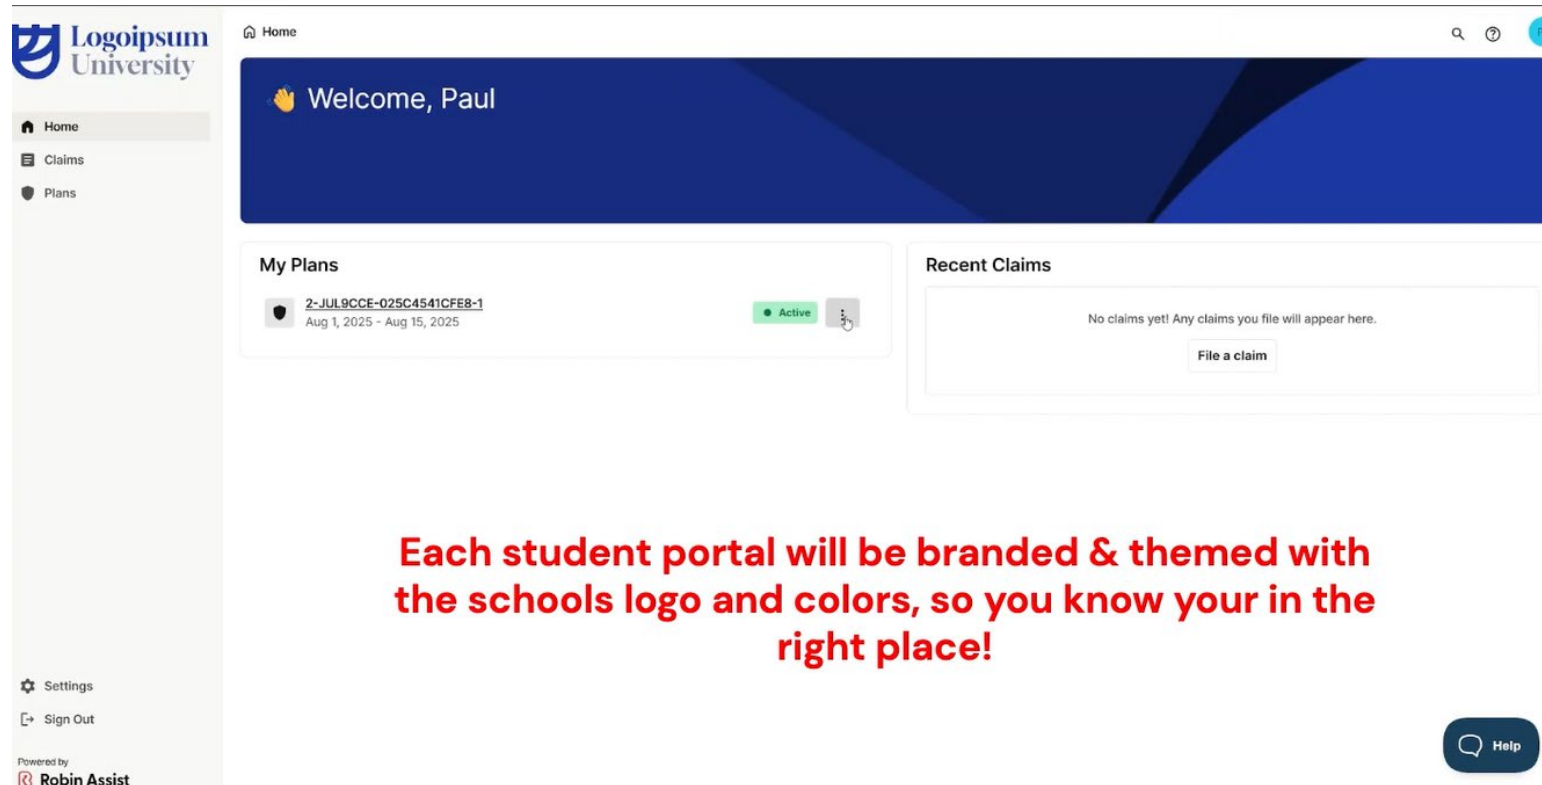 Logoipsum
University
Home
Home
Claims
Plans
Settings
Sign Out
Powered by
Robin Assist
👋 Welcome, Paul
My Plans
2-JUL9CCE-025C4541CFE8-1
Aug 1, 2025 - Aug 15, 2025
Active
Recent Claims
No claims yet! Any claims you file will appear here.
File a claim
Each student portal will be branded & themed with
the schools logo and colors, so you know your in the
right place!
Help